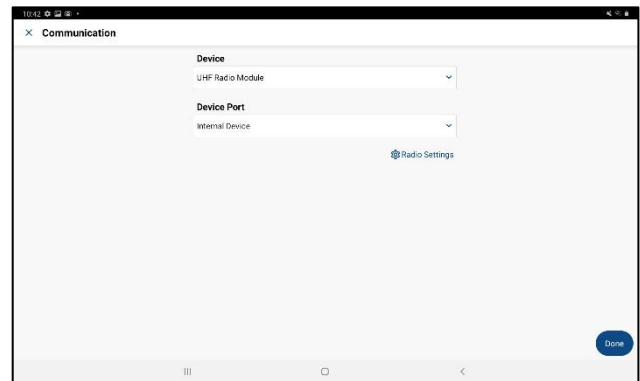 10:42
Communication
Device
UHF Radio Module
Device Port
Internal Device
Radio Settings
Done